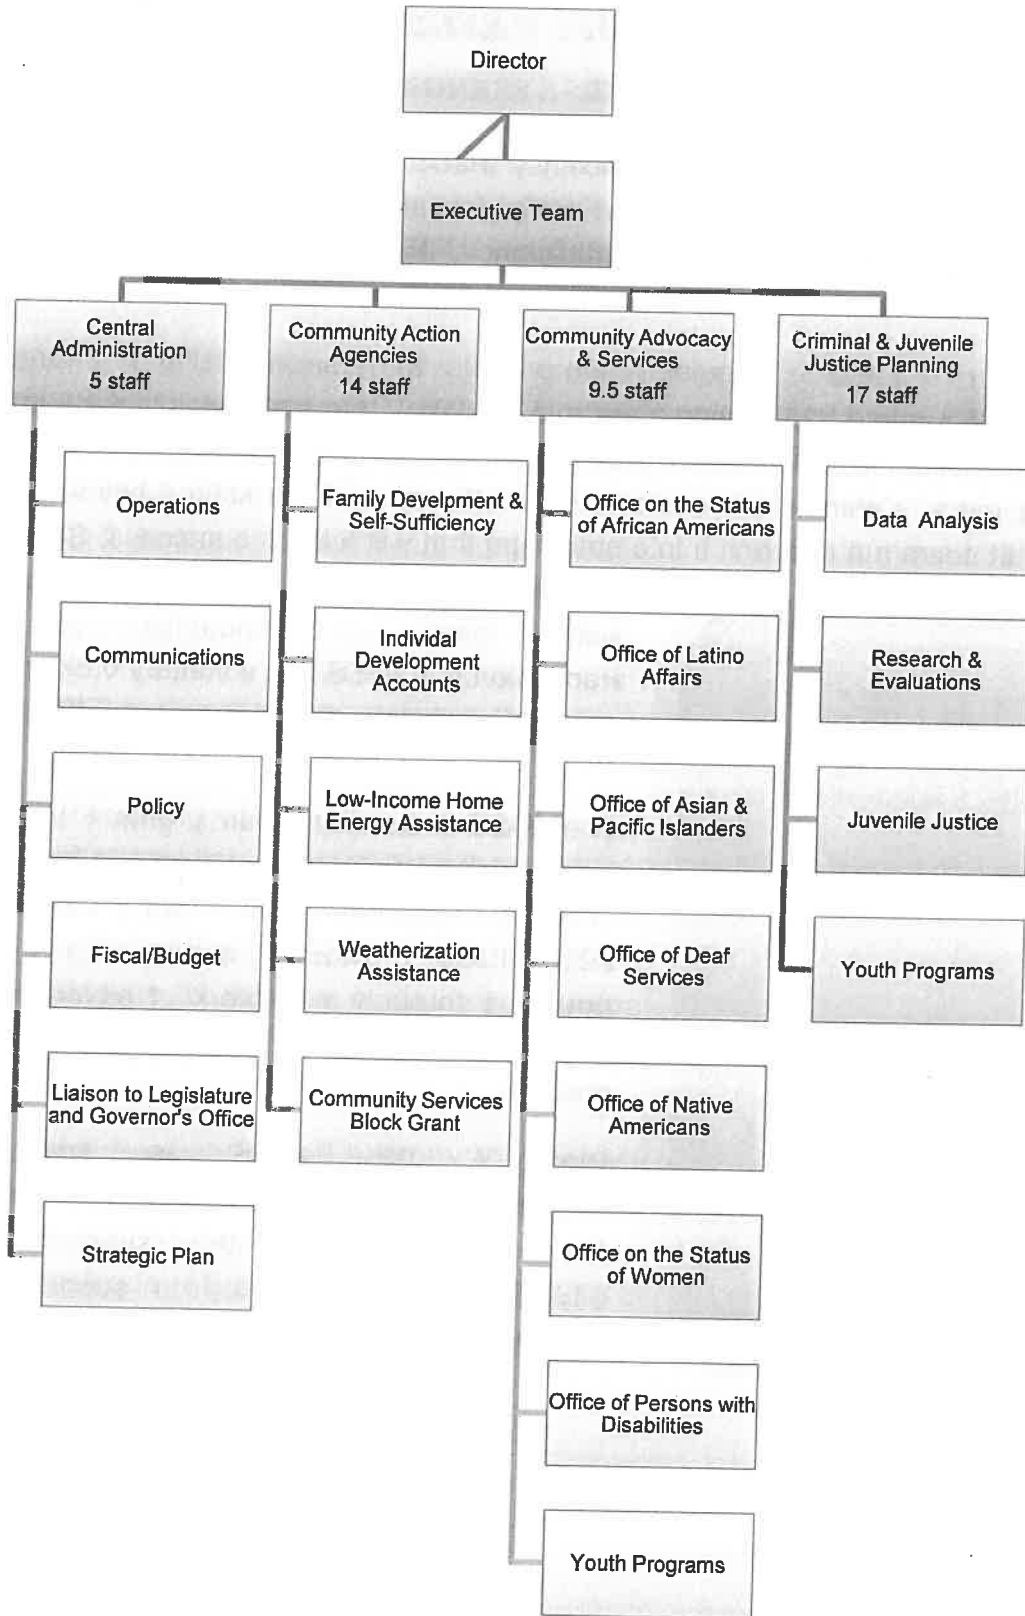 Director
Executive Team
Central
Administration
5 staff
Operations
Communications
Policy
Fiscal/Budget
Liaison to Legislature
and Governor's Office
Strategic Plan
Community Action
Agencies
14 staff
Family Develpment &
Self-Sufficiency
Individal
Development
Accounts
Low-Income Home
Energy Assistance
Weatherization
Assistance
Community Services
Block Grant
Community Advocacy
& Services
9.5 staff
Office on the Status
of African Americans
Office of Latino
Affairs
Office of Asian &
Pacific Islanders
Office of Deaf
Services
Office of Native
Americans
Office on the Status
of Women
Office of Persons with
Disabilities
Youth Programs
Criminal & Juvenile
Justice Planning
17 staff
Data Analysis
Research &
Evaluations
Juvenile Justice
Youth Programs